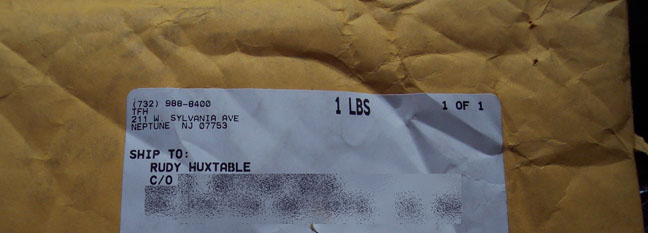 (732) 988-8400
TFH
211 W. SYLVANIA AVE
NEPTUNE NJ 07753
1 LBS
1 OF 1
SHIP TO:
RUDY HUXTABLE
C/O